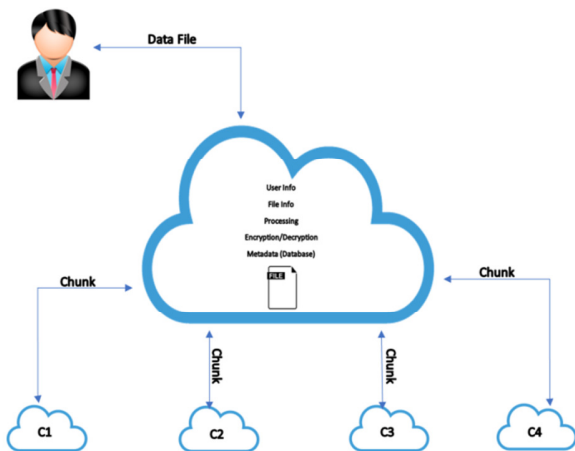 Data File
User Info
File Info
Processing
Encryption/Decryption
Metadata (Database)
FILE
Chunk
Chunk
Chunk
Chunk
C1
C2
C3
C4